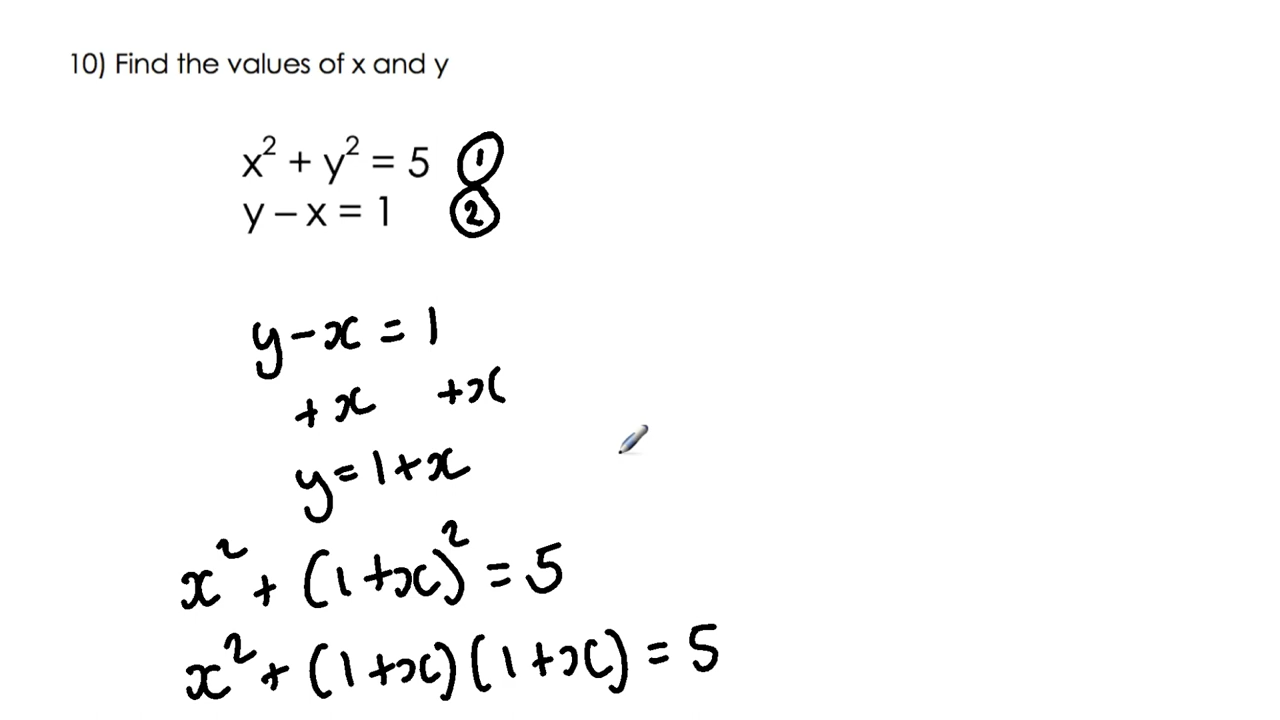 10) Find the values of x and y
x² + y² = 5 ①
y – x = 1 ②
y – x = 1
+ x +x
y = 1 + x
x² + (1 + x)² = 5
x² + (1 + x)(1 + x) = 5